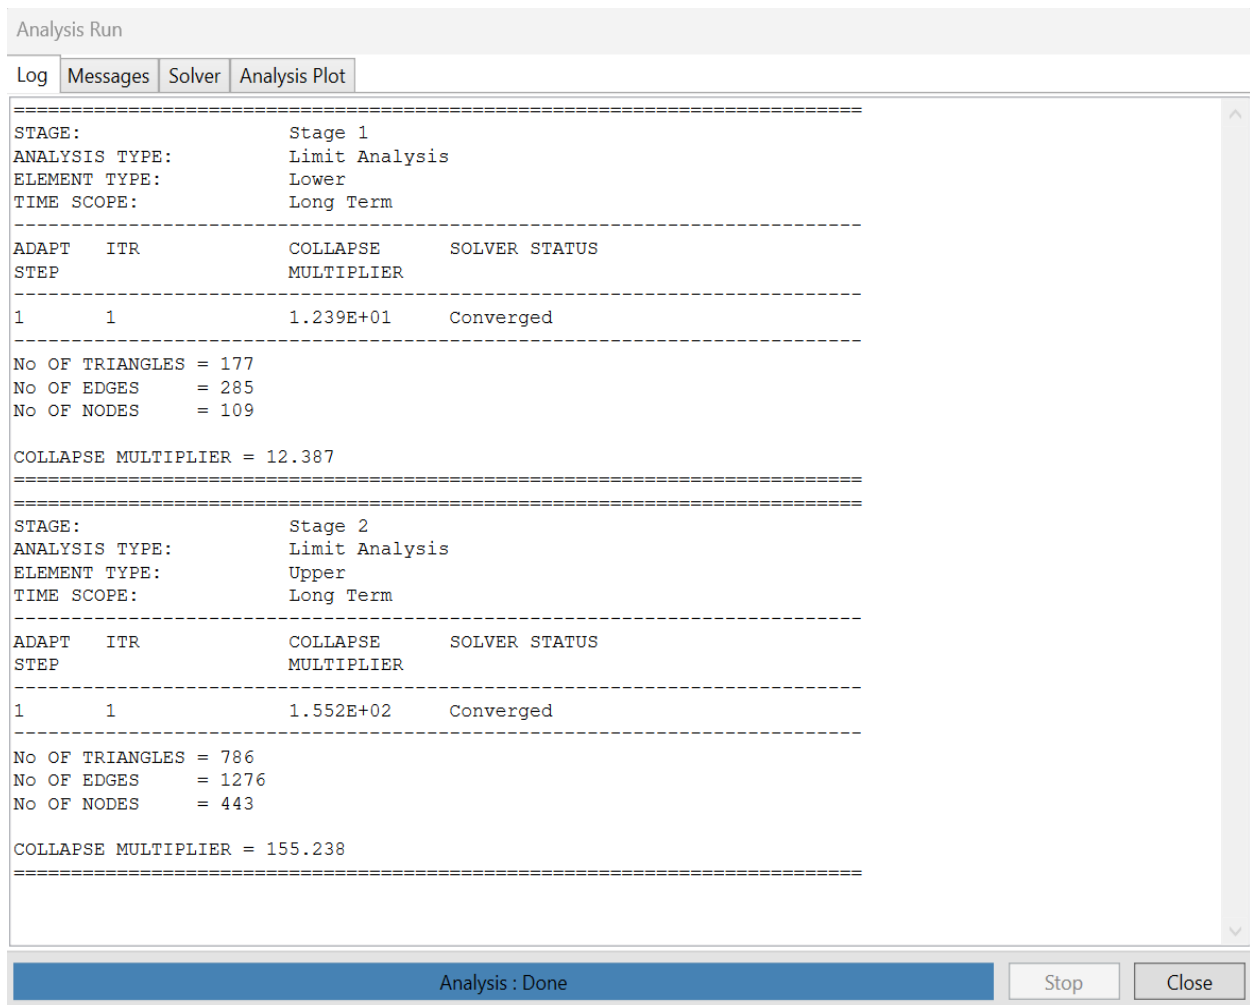 Analysis Run
Log Messages Solver Analysis Plot
==========================================================================
STAGE: Stage 1
ANALYSIS TYPE: Limit Analysis
ELEMENT TYPE: Lower
TIME SCOPE: Long Term
--------------------------------------------------------------------------
ADAPT ITR COLLAPSE SOLVER STATUS
STEP MULTIPLIER
--------------------------------------------------------------------------
1 1 1.239E+01 Converged
--------------------------------------------------------------------------
No OF TRIANGLES = 177
No OF EDGES = 285
No OF NODES = 109
COLLAPSE MULTIPLIER = 12.387
==========================================================================
==========================================================================
STAGE: Stage 2
ANALYSIS TYPE: Limit Analysis
ELEMENT TYPE: Upper
TIME SCOPE: Long Term
--------------------------------------------------------------------------
ADAPT ITR COLLAPSE SOLVER STATUS
STEP MULTIPLIER
--------------------------------------------------------------------------
1 1 1.552E+02 Converged
--------------------------------------------------------------------------
No OF TRIANGLES = 786
No OF EDGES = 1276
No OF NODES = 443
COLLAPSE MULTIPLIER = 155.238
==========================================================================
Analysis : Done Stop Close